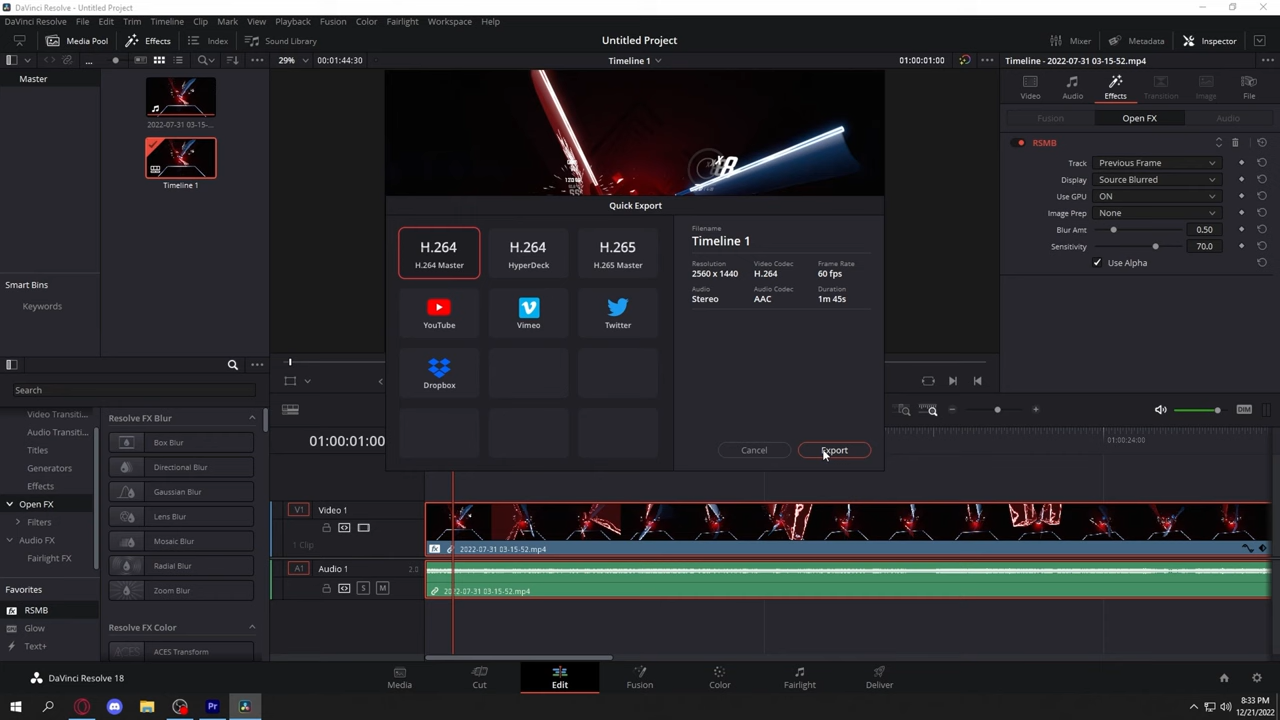 DaVinci Resolve - Untitled Project
DaVinci Resolve File Edit Trim Timeline Clip Mark View Playback Fusion Color Fairlight Workspace Help
Media Pool Effects Index Sound Library Untitled Project Mixer Metadata Inspector
... 29% 00:01:44:30 Timeline 1 01:00:01:00 Timeline - 2022-07-31 03-15-52.mp4
Master
2022-07-31 03-15-...
Timeline 1
Video Audio Effects Transition Image File
Fusion Open FX Audio
RSMB
Track Previous Frame
Display Source Blurred
Use GPU ON
Image Prep None
Blur Amt 0.50
Sensitivity 70.0
Use Alpha
Quick Export
H.264
H.264 Master
H.264
HyperDeck
H.265
H.265 Master
YouTube
Vimeo
Twitter
Dropbox
Filename
Timeline 1
Resolution Video Codec Frame Rate
2560 x 1440 H.264 60 fps
Audio Audio Codec Duration
Stereo AAC 1m 45s
Cancel Export
Smart Bins
Keywords
Search
Video Transiti...
Audio Transiti...
Titles
Generators
Effects
Open FX
Filters
Audio FX
Fairlight FX
Favorites
RSMB
Glow
Text+
Resolve FX Blur
Box Blur
Directional Blur
Gaussian Blur
Lens Blur
Mosaic Blur
Radial Blur
Zoom Blur
Resolve FX Color
ACES Transform
DIM
01:00:01:00 01:00:24:00
V1 Video 1
1 Clip
fx 2022-07-31 03-15-52.mp4
A1 Audio 1 2.0
S M
2022-07-31 03-15-52.mp4
DaVinci Resolve 18
Media Cut Edit Fusion Color Fairlight Deliver
Pr
8:33 PM
12/21/2022